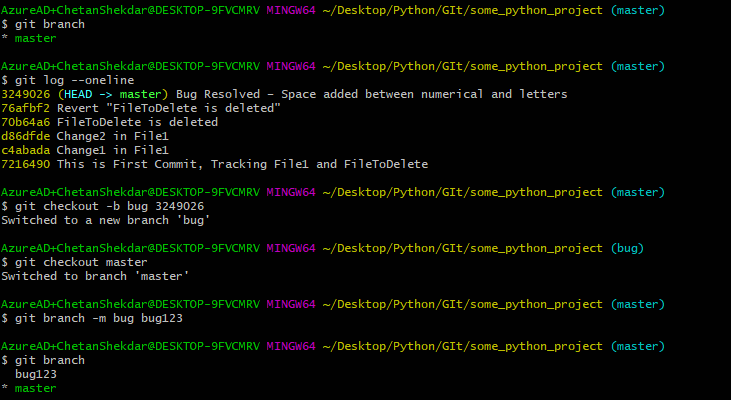 AzureAD+ChetanShekdar@DESKTOP-9FVCMRV MINGW64 ~/Desktop/Python/GIt/some_python_project (master)
$ git branch
* master
AzureAD+ChetanShekdar@DESKTOP-9FVCMRV MINGW64 ~/Desktop/Python/GIt/some_python_project (master)
$ git log --oneline
3249026 (HEAD -> master) Bug Resolved - Space added between numerical and letters
76afbf2 Revert "FileToDelete is deleted"
70b64a6 FileToDelete is deleted
d86dfde Change2 in File1
c4abada Change1 in File1
7216490 This is First Commit, Tracking File1 and FileToDelete
AzureAD+ChetanShekdar@DESKTOP-9FVCMRV MINGW64 ~/Desktop/Python/GIt/some_python_project (master)
$ git checkout -b bug 3249026
Switched to a new branch 'bug'
AzureAD+ChetanShekdar@DESKTOP-9FVCMRV MINGW64 ~/Desktop/Python/GIt/some_python_project (bug)
$ git checkout master
Switched to branch 'master'
AzureAD+ChetanShekdar@DESKTOP-9FVCMRV MINGW64 ~/Desktop/Python/GIt/some_python_project (master)
$ git branch -m bug bug123
AzureAD+ChetanShekdar@DESKTOP-9FVCMRV MINGW64 ~/Desktop/Python/GIt/some_python_project (master)
$ git branch
bug123
* master